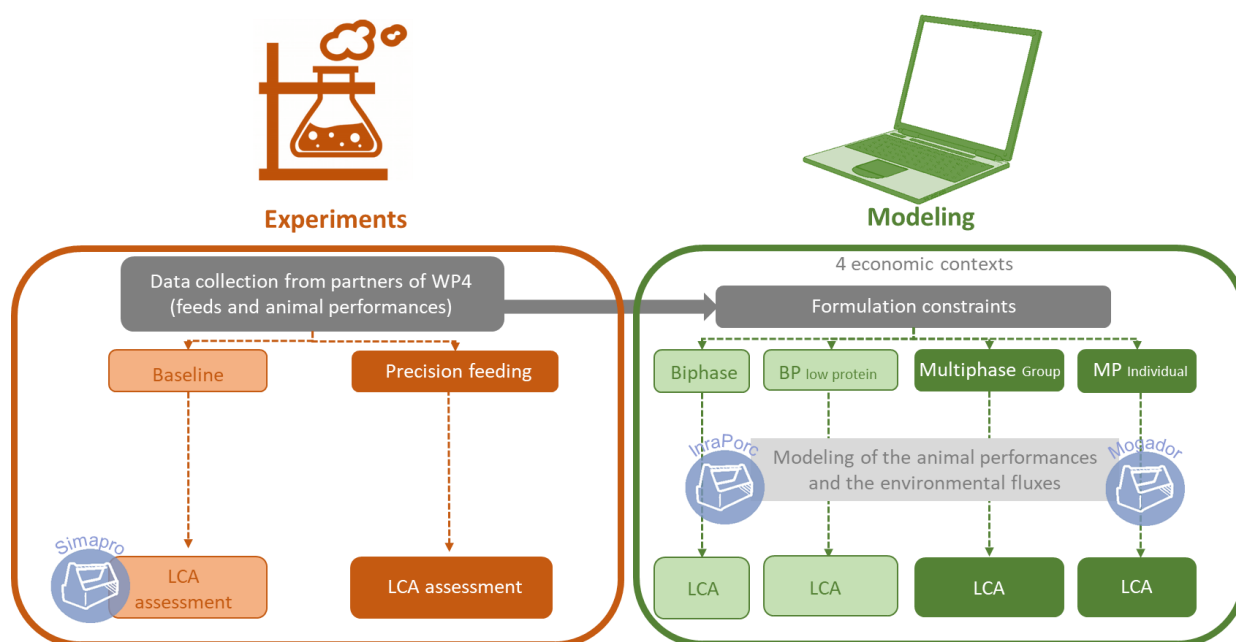 Experiments
Modeling
Data collection from partners of WP4
(feeds and animal performances)
4 economic contexts
Formulation constraints
Baseline
Precision feeding
Biphase
BP low protein
Multiphase Group
MP Individual
InraPorc
Modeling of the animal performances
and the environmental fluxes
Mogador
Simapro
LCA
assessment
LCA assessment
LCA
LCA
LCA
LCA